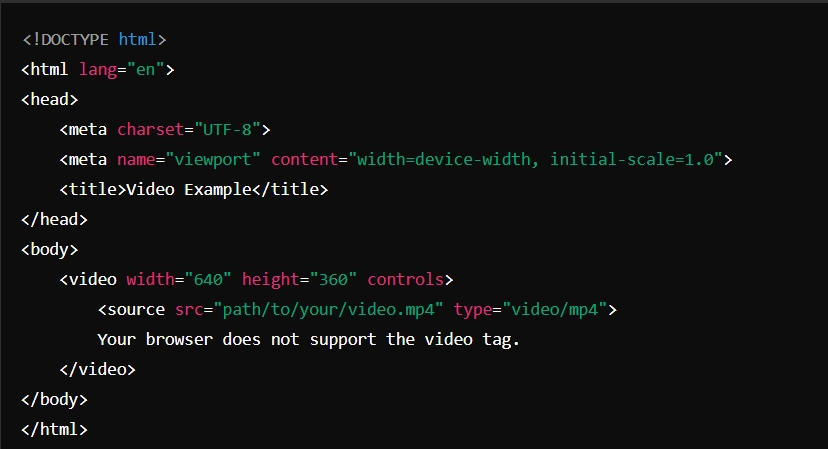 <!DOCTYPE html>
<html lang="en">
<head>
    <meta charset="UTF-8">
    <meta name="viewport" content="width=device-width, initial-scale=1.0">
    <title>Video Example</title>
</head>
<body>
    <video width="640" height="360" controls>
        <source src="path/to/your/video.mp4" type="video/mp4">
        Your browser does not support the video tag.
    </video>
</body>
</html>